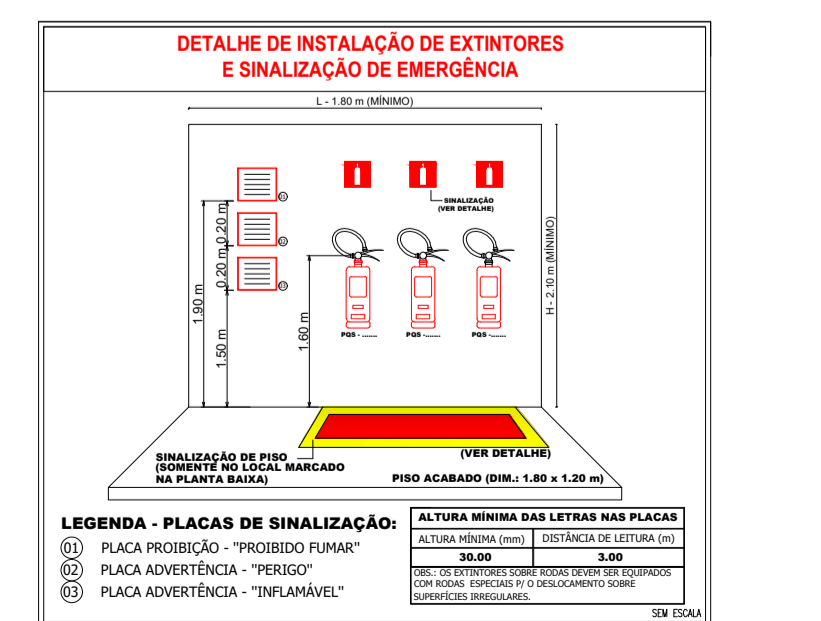 DETALHE DE INSTALAÇÃO DE EXTINTORES
E SINALIZAÇÃO DE EMERGÊNCIA
L - 1.80 m (MÍNIMO)
01
02
03
0.20 m
0.20 m
1.90 m
1.50 m
1.60 m
SINALIZAÇÃO
(VER DETALHE)
H - 2.10 m (MÍNIMO)
PQS - .......
PQS -.......
PQS -.......
SINALIZAÇÃO DE PISO
(SOMENTE NO LOCAL MARCADO
NA PLANTA BAIXA)
(VER DETALHE)
PISO ACABADO (DIM.: 1.80 x 1.20 m)
LEGENDA - PLACAS DE SINALIZAÇÃO:
01 PLACA PROIBIÇÃO - "PROIBIDO FUMAR"
02 PLACA ADVERTÊNCIA - "PERIGO"
03 PLACA ADVERTÊNCIA - "INFLAMÁVEL"
ALTURA MÍNIMA DAS LETRAS NAS PLACAS
ALTURA MÍNIMA (mm) DISTÂNCIA DE LEITURA (m)
30.00 3.00
OBS.: OS EXTINTORES SOBRE RODAS DEVEM SER EQUIPADOS
COM RODAS ESPECIAIS P/ O DESLOCAMENTO SOBRE
SUPERFÍCIES IRREGULARES.
SEM ESCALA